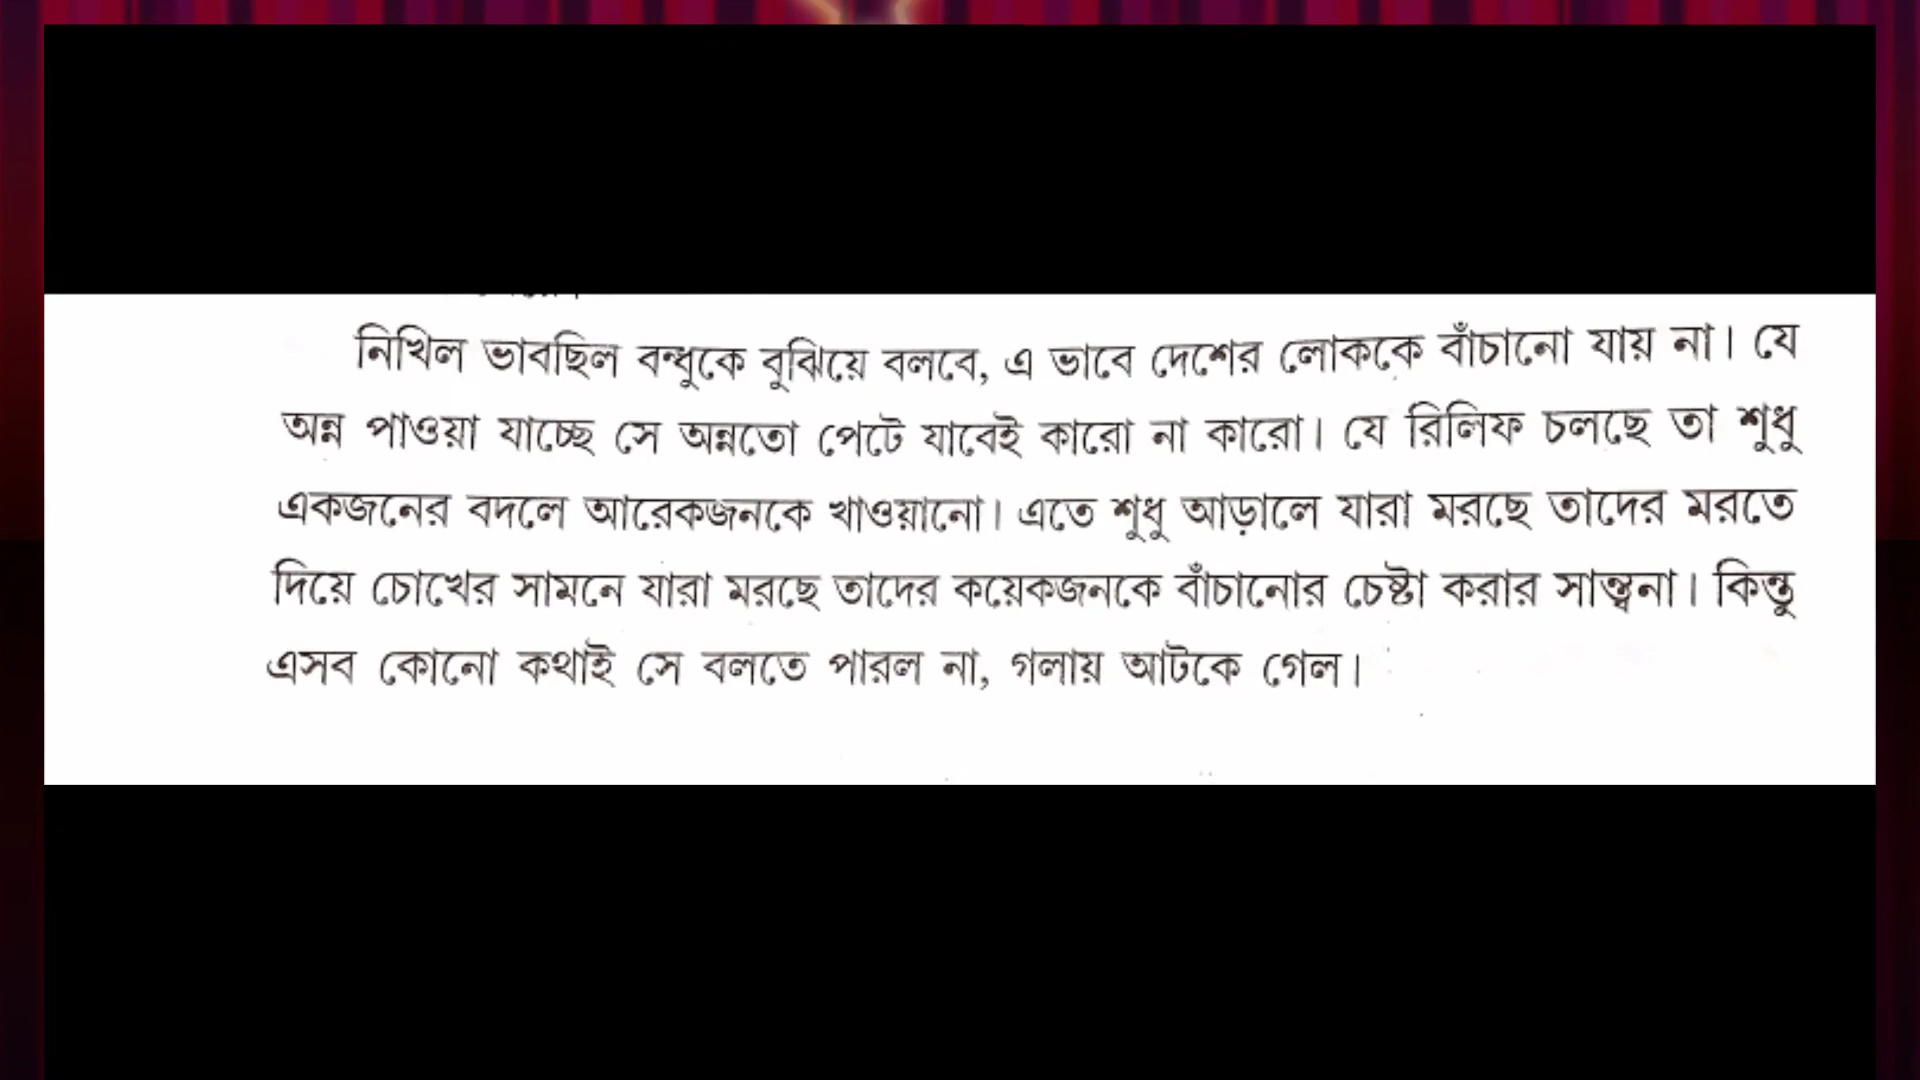 নিখিল ভাবছিল বন্ধুকে বুঝিয়ে বলবে, এ ভাবে দেশের লোককে বাঁচানো যায় না। যে
অন্ন পাওয়া যাচ্ছে সে অন্নতো পেটে যাবেই কারো না কারো। যে রিলিফ চলছে তা শুধু
একজনের বদলে আরেকজনকে খাওয়ানো। এতে শুধু আড়ালে যারা মরছে তাদের মরতে
দিয়ে চোখের সামনে যারা মরছে তাদের কয়েকজনকে বাঁচানোর চেষ্টা করার সান্ত্বনা। কিন্তু
এসব কোনো কথাই সে বলতে পারল না, গলায় আটকে গেল।